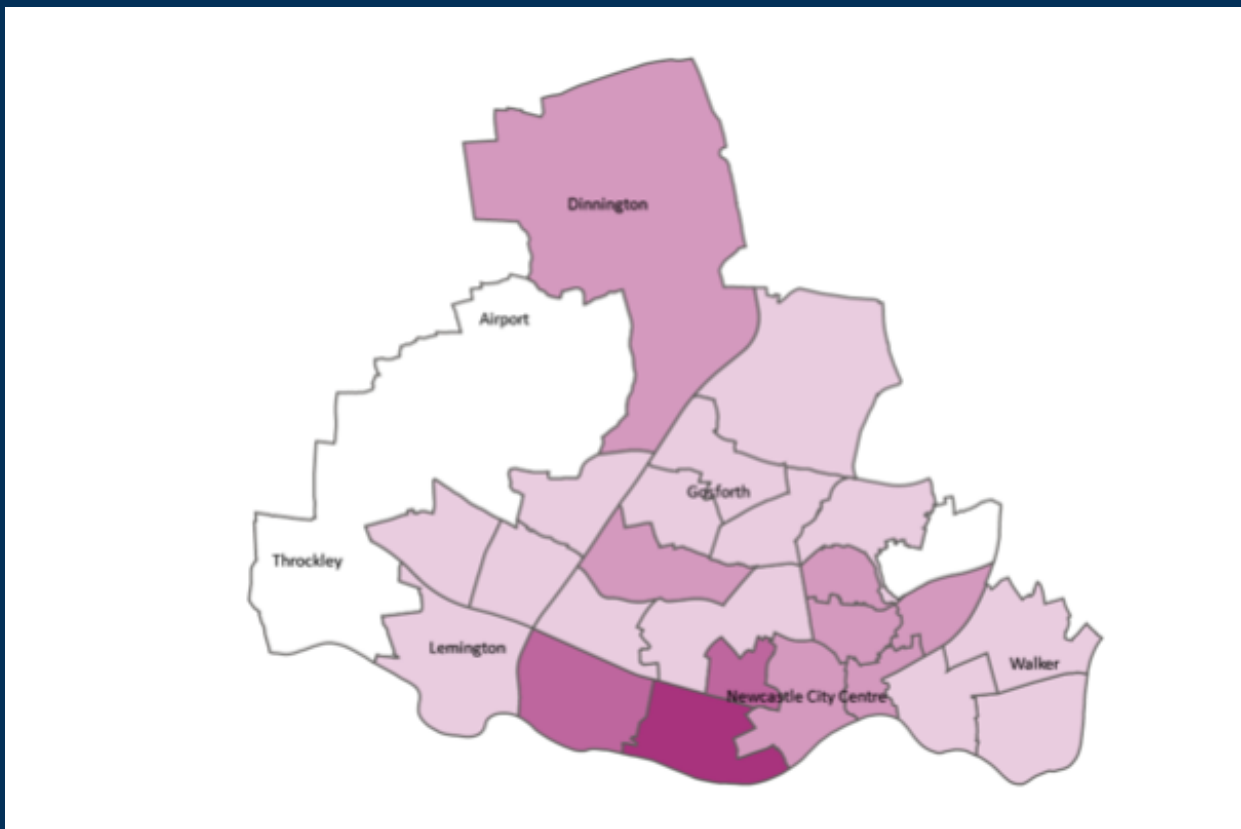 Dinnington
Airport
Gosforth
Throckley
Lemington
Walker
Newcastle City Centre